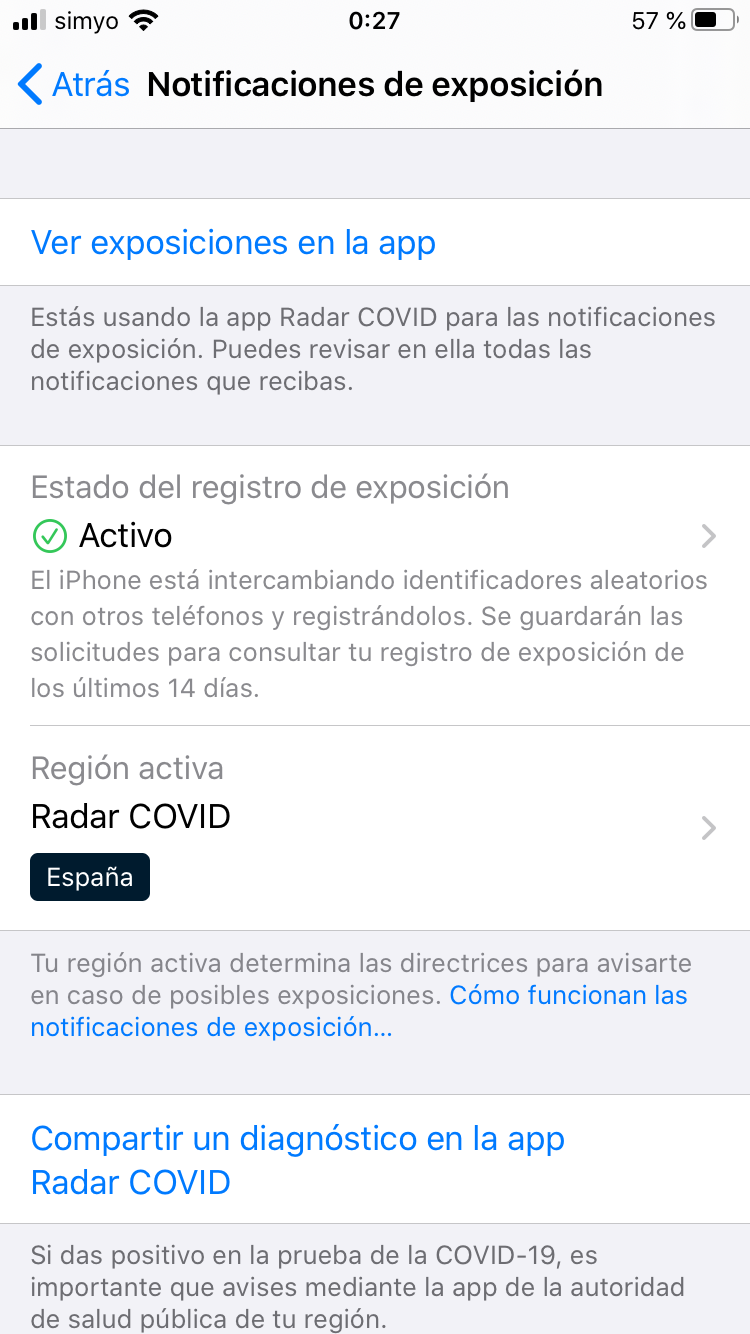 simyo 0:27 57 %
Atrás Notificaciones de exposición
Ver exposiciones en la app
Estás usando la app Radar COVID para las notificaciones
de exposición. Puedes revisar en ella todas las
notificaciones que recibas.
Estado del registro de exposición
Activo
El iPhone está intercambiando identificadores aleatorios
con otros teléfonos y registrándolos. Se guardarán las
solicitudes para consultar tu registro de exposición de
los últimos 14 días.
Región activa
Radar COVID
España
Tu región activa determina las directrices para avisarte
en caso de posibles exposiciones. Cómo funcionan las
notificaciones de exposición...
Compartir un diagnóstico en la app
Radar COVID
Si das positivo en la prueba de la COVID-19, es
importante que avises mediante la app de la autoridad
de salud pública de tu región.